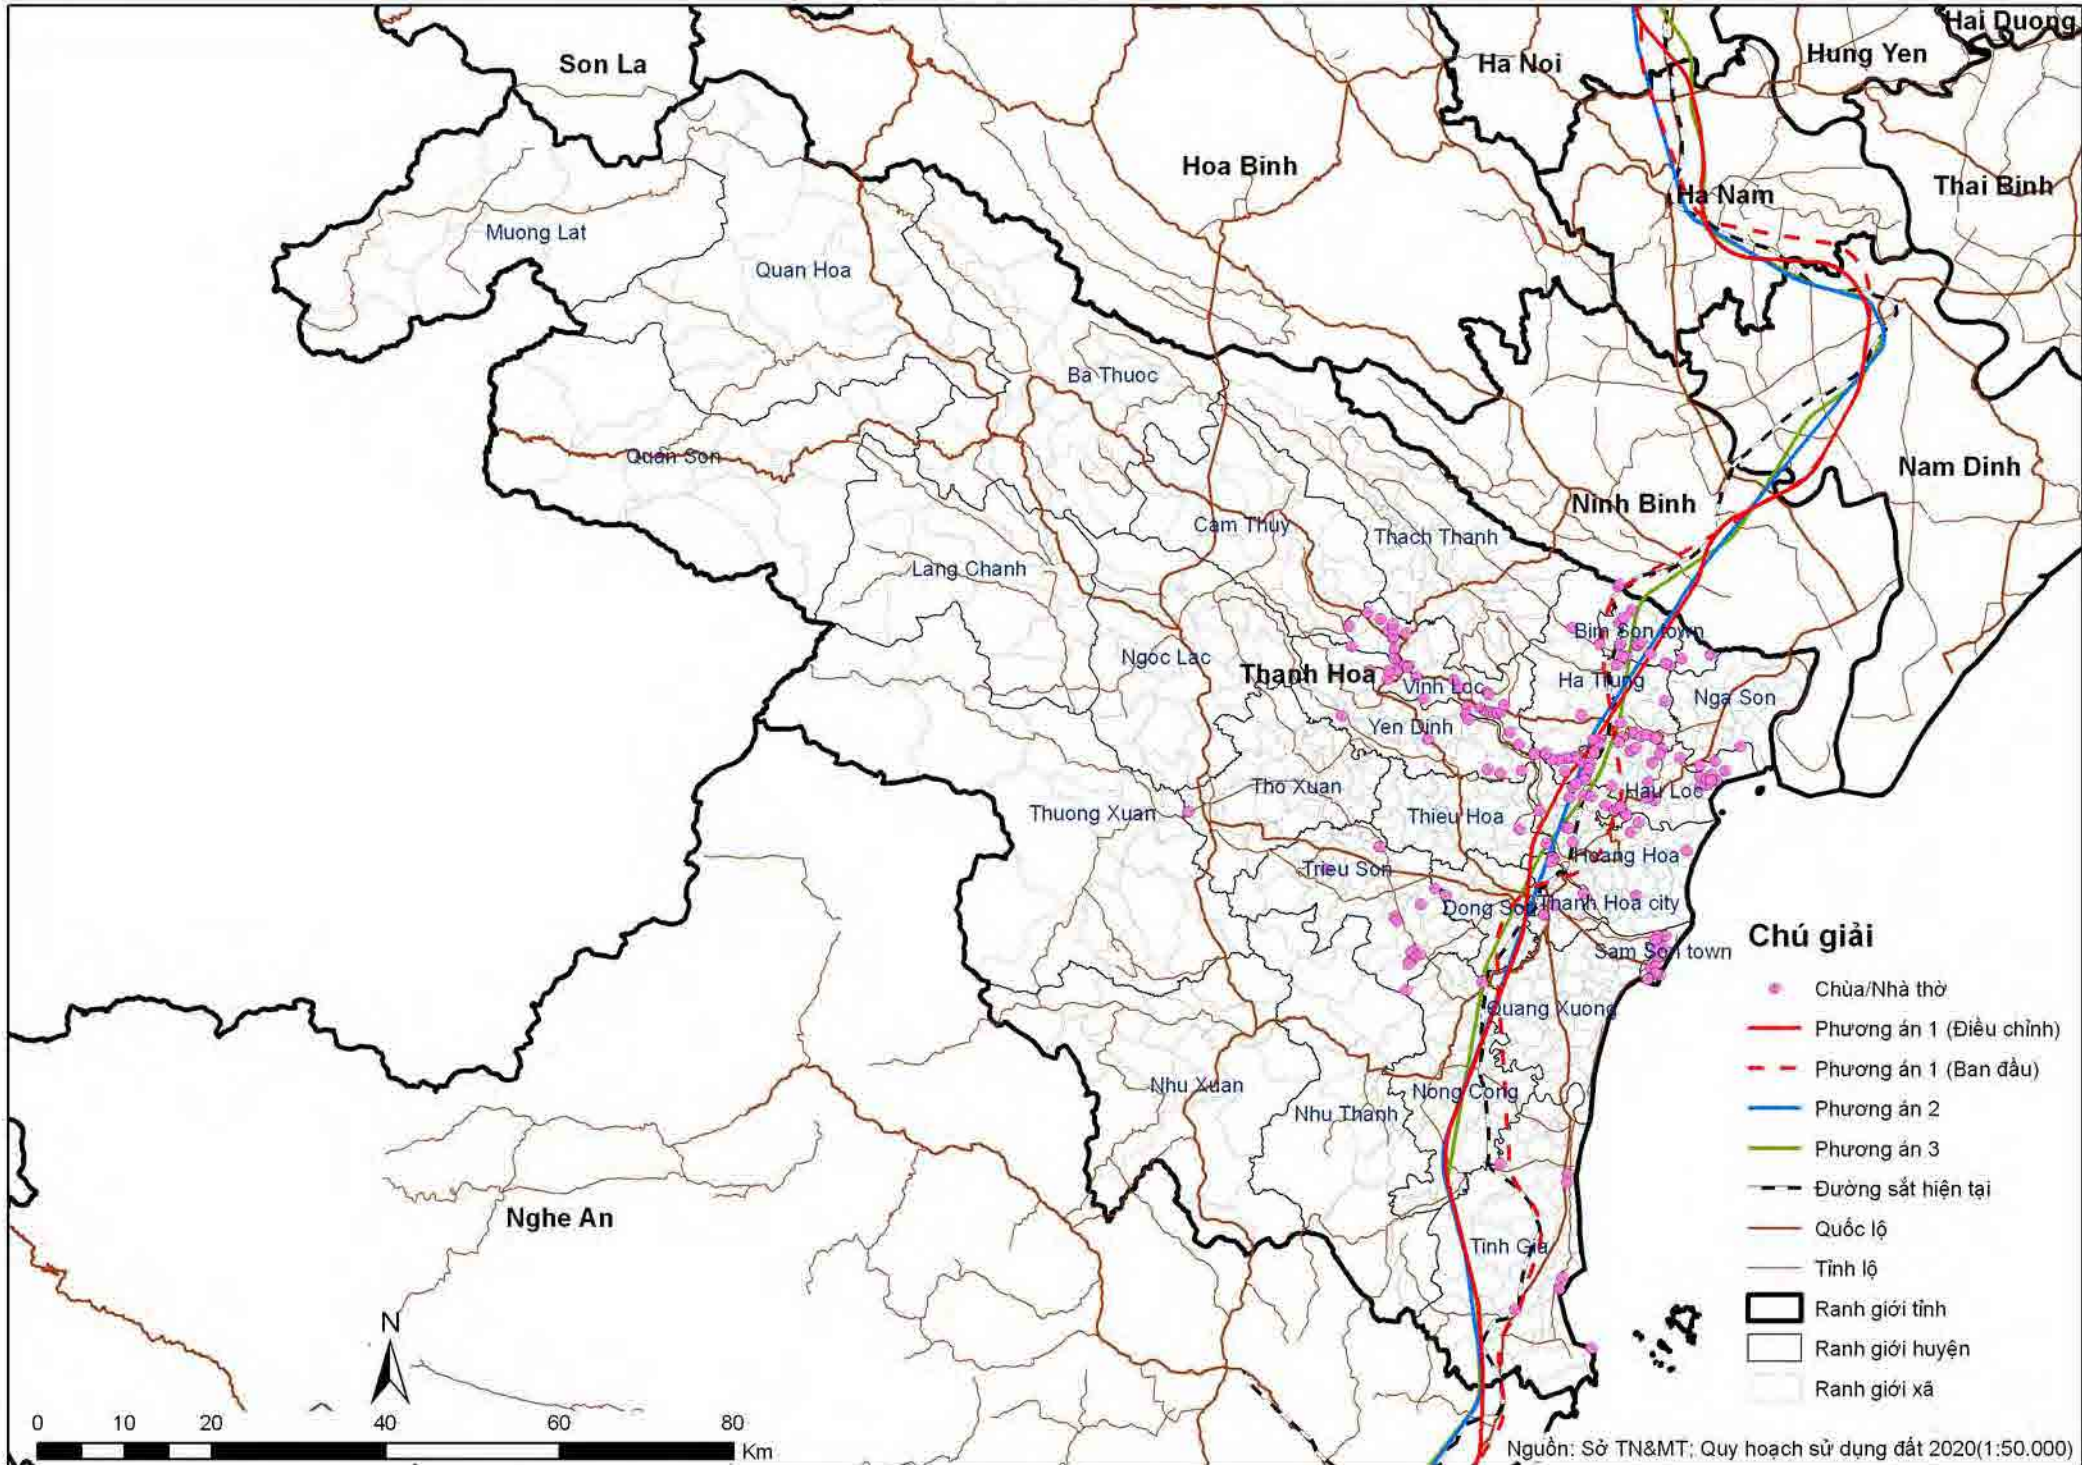 Hai Duong
Son La
Ha Noi
Hung Yen
Hoa Binh
Ha Nam
Thai Binh
Muong Lat
Quan Hoa
Ba Thuoc
Quan Son
Nam Dinh
Ninh Binh
Cam Thuy
Thach Thanh
Lang Chanh
Bim Son town
Ngoc Lac
Thanh Hoa
Vinh Loc
Ha Trung
Nga Son
Yen Dinh
Tho Xuan
Hau Loc
Thuong Xuan
Thieu Hoa
Hoang Hoa
Trieu Son
Dong Son
Thanh Hoa city
Sam Son town
Quang Xuong
Nhu Xuan
Nong Cong
Nhu Thanh
Nghe An
Tinh Gia
Chú giải
Chùa/Nhà thờ
Phương án 1 (Điều chỉnh)
Phương án 1 (Ban đầu)
Phương án 2
Phương án 3
Đường sắt hiện tại
Quốc lộ
Tỉnh lộ
Ranh giới tỉnh
Ranh giới huyện
Ranh giới xã
N
0 10 20 40 60 80
Km
Nguồn: Sở TN&MT; Quy hoạch sử dụng đất 2020(1:50.000)